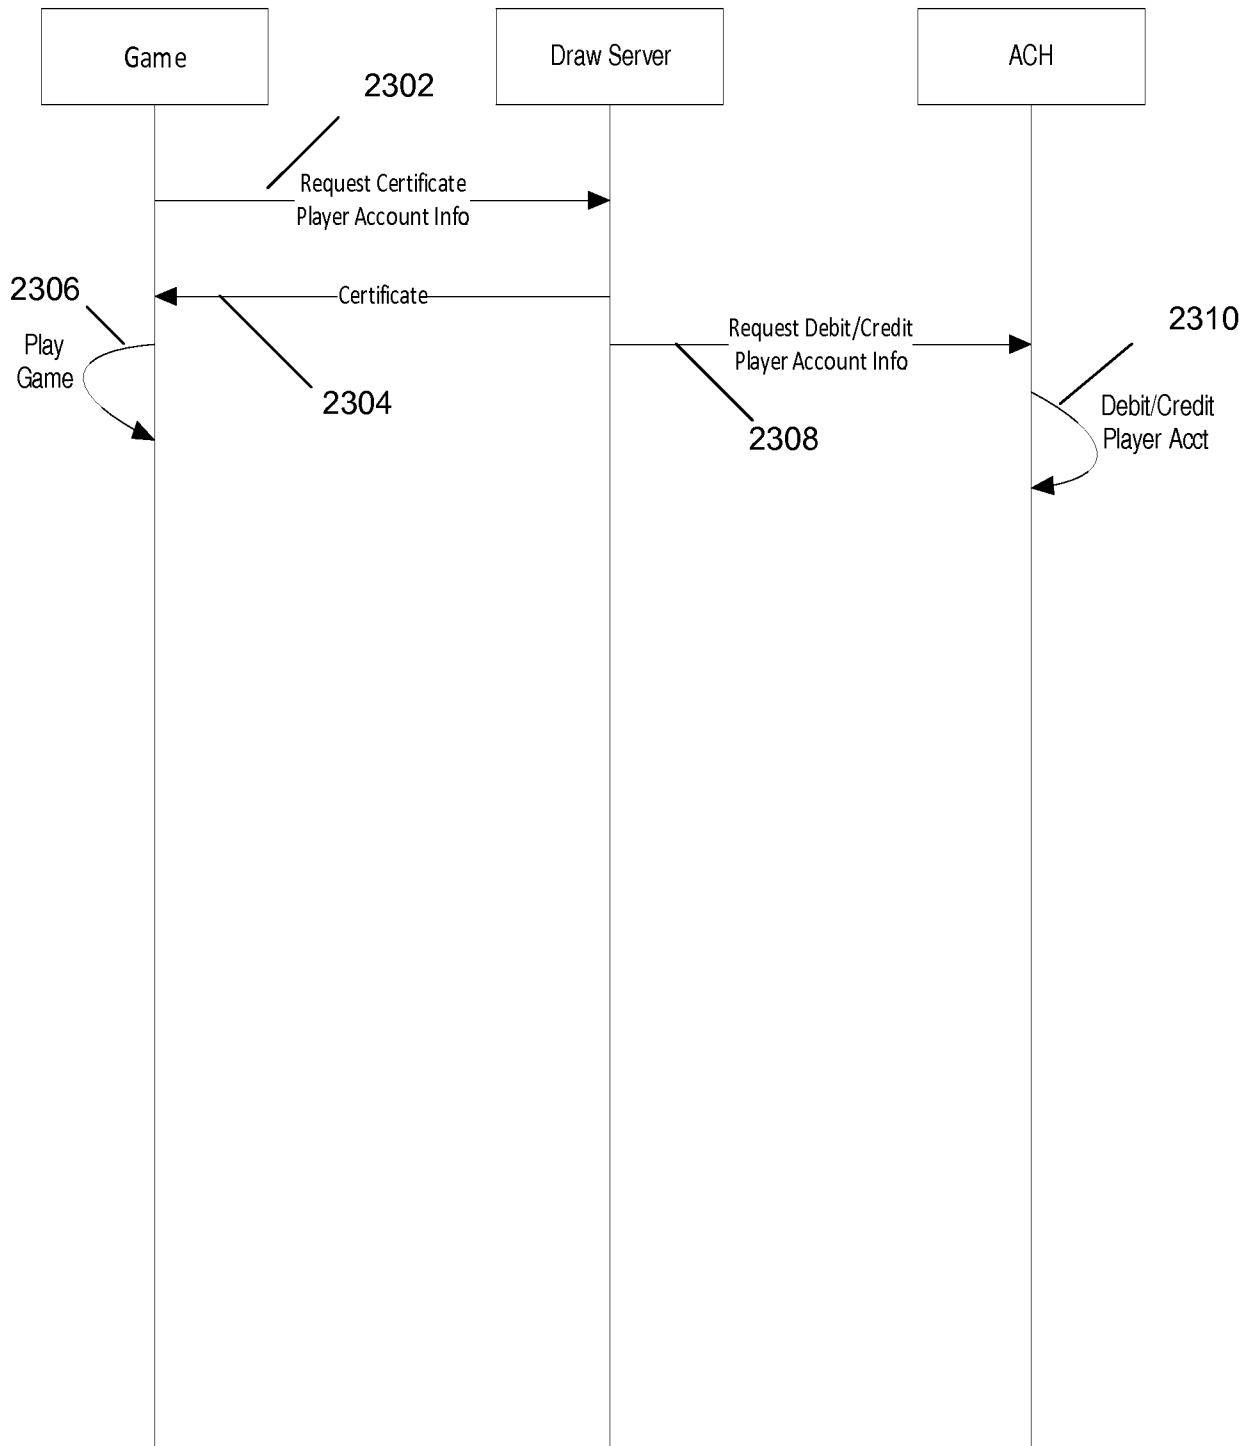 Game
Draw Server
ACH
2302
Request Certificate
Player Account Info.
Certificate
2306
Play
Game
2304
Request Debit/Credit
Player Account Info.
2308
2310
Debit/Credit
Player Acct